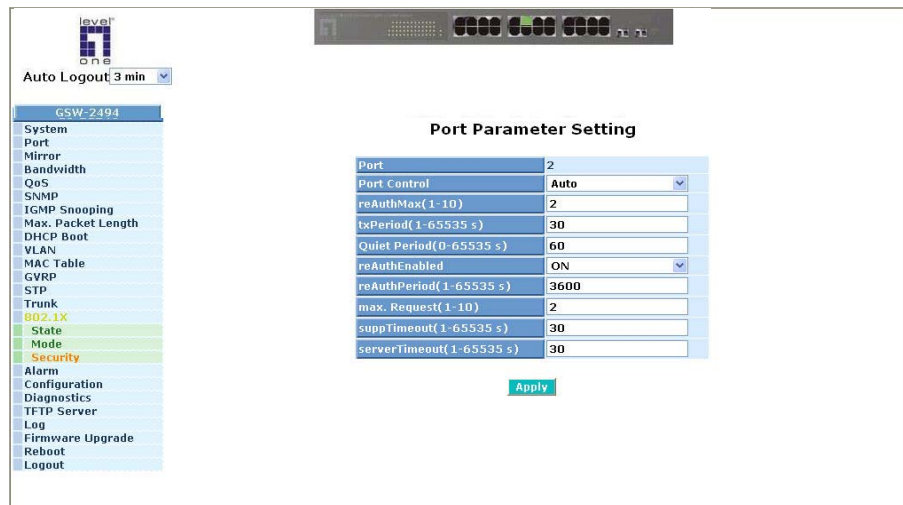 level
one
Auto Logout 3 min
GSW-2494
System
Port
Mirror
Bandwidth
QoS
SNMP
IGMP Snooping
Max. Packet Length
DHCP Boot
VLAN
MAC Table
GVRP
STP
Trunk
802.1X
State
Mode
Security
Alarm
Configuration
Diagnostics
TFTP Server
Log
Firmware Upgrade
Reboot
Logout
Port Parameter Setting
Port 2
Port Control Auto
reAuthMax(1-10) 2
txPeriod(1-65535 s) 30
Quiet Period(0-65535 s) 60
reAuthEnabled ON
reAuthPeriod(1-65535 s) 3600
max. Request(1-10) 2
suppTimeout(1-65535 s) 30
serverTimeout(1-65535 s) 30
Apply